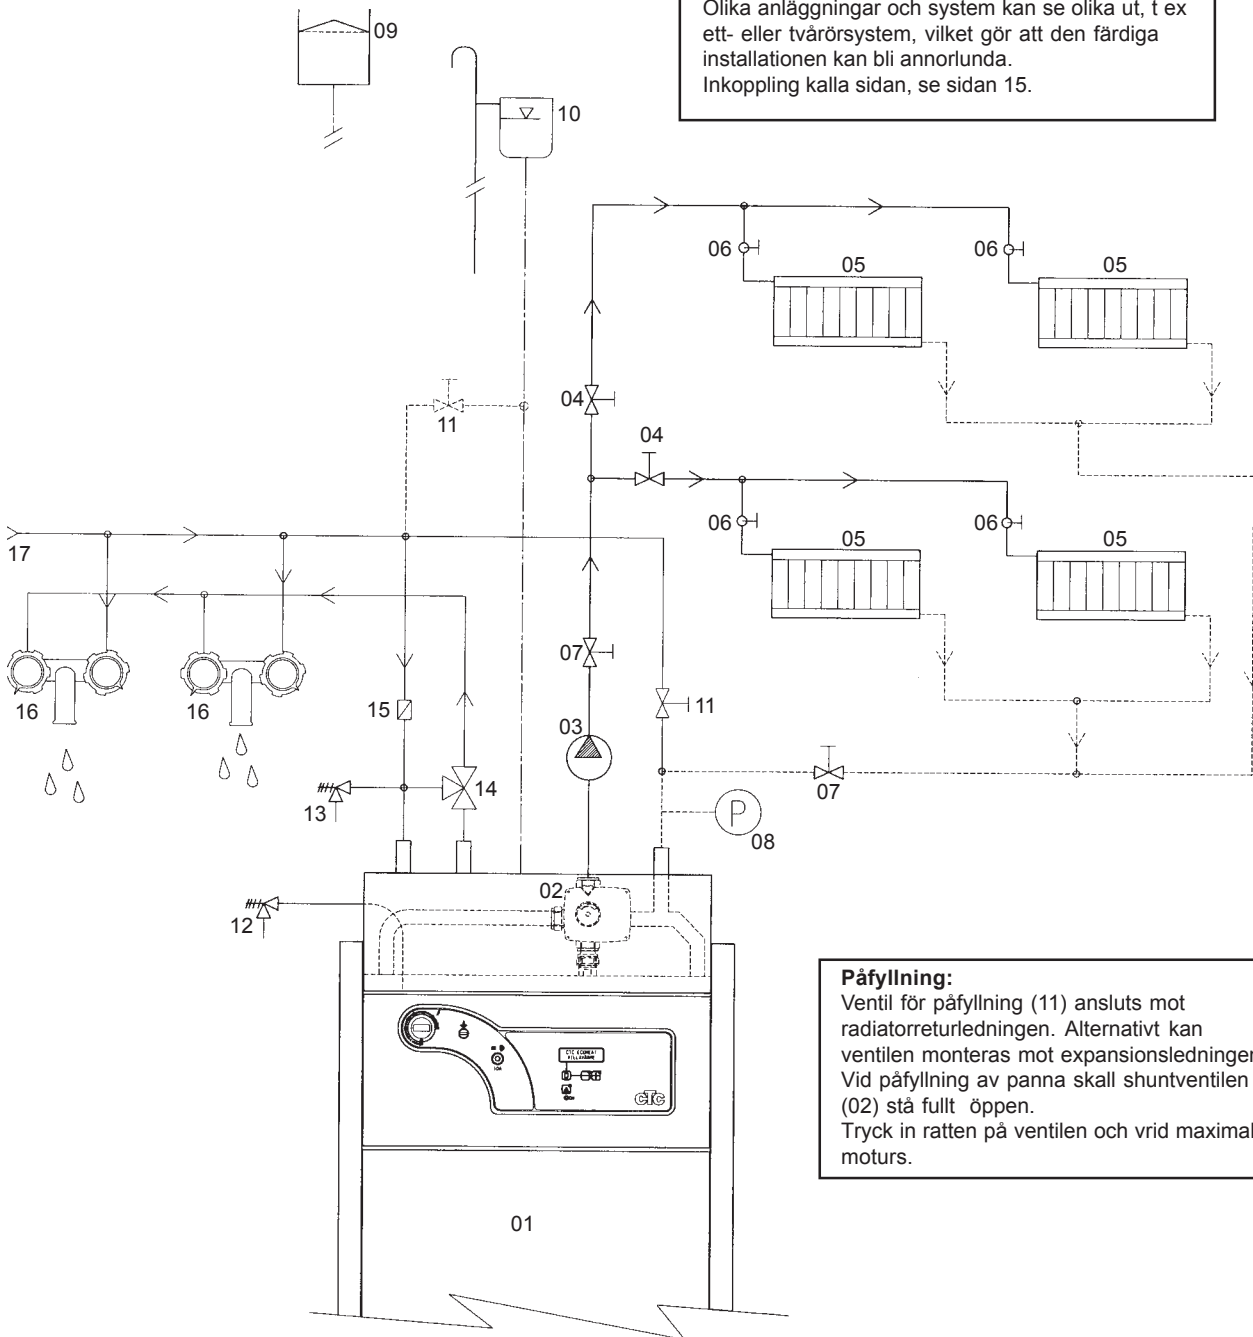 Olika anläggningar och system kan se olika ut, t ex
ett- eller tvårörsystem, vilket gör att den färdiga
installationen kan bli annorlunda.
Inkoppling kalla sidan, se sidan 15.
09
10
06
05
06
05
04
11
04
06
05
06
05
17
16
16
15
07
11
03
14
13
07
P
08
02
12
CTC ECOHEAT
CTC
01
Påfyllning:
Ventil för påfyllning (11) ansluts mot
radiatorreturledningen. Alternativt kan
ventilen monteras mot expansionsledningen
Vid påfyllning av panna skall shuntventilen
(02) stå fullt öppen.
Tryck in ratten på ventilen och vrid maximal
moturs.